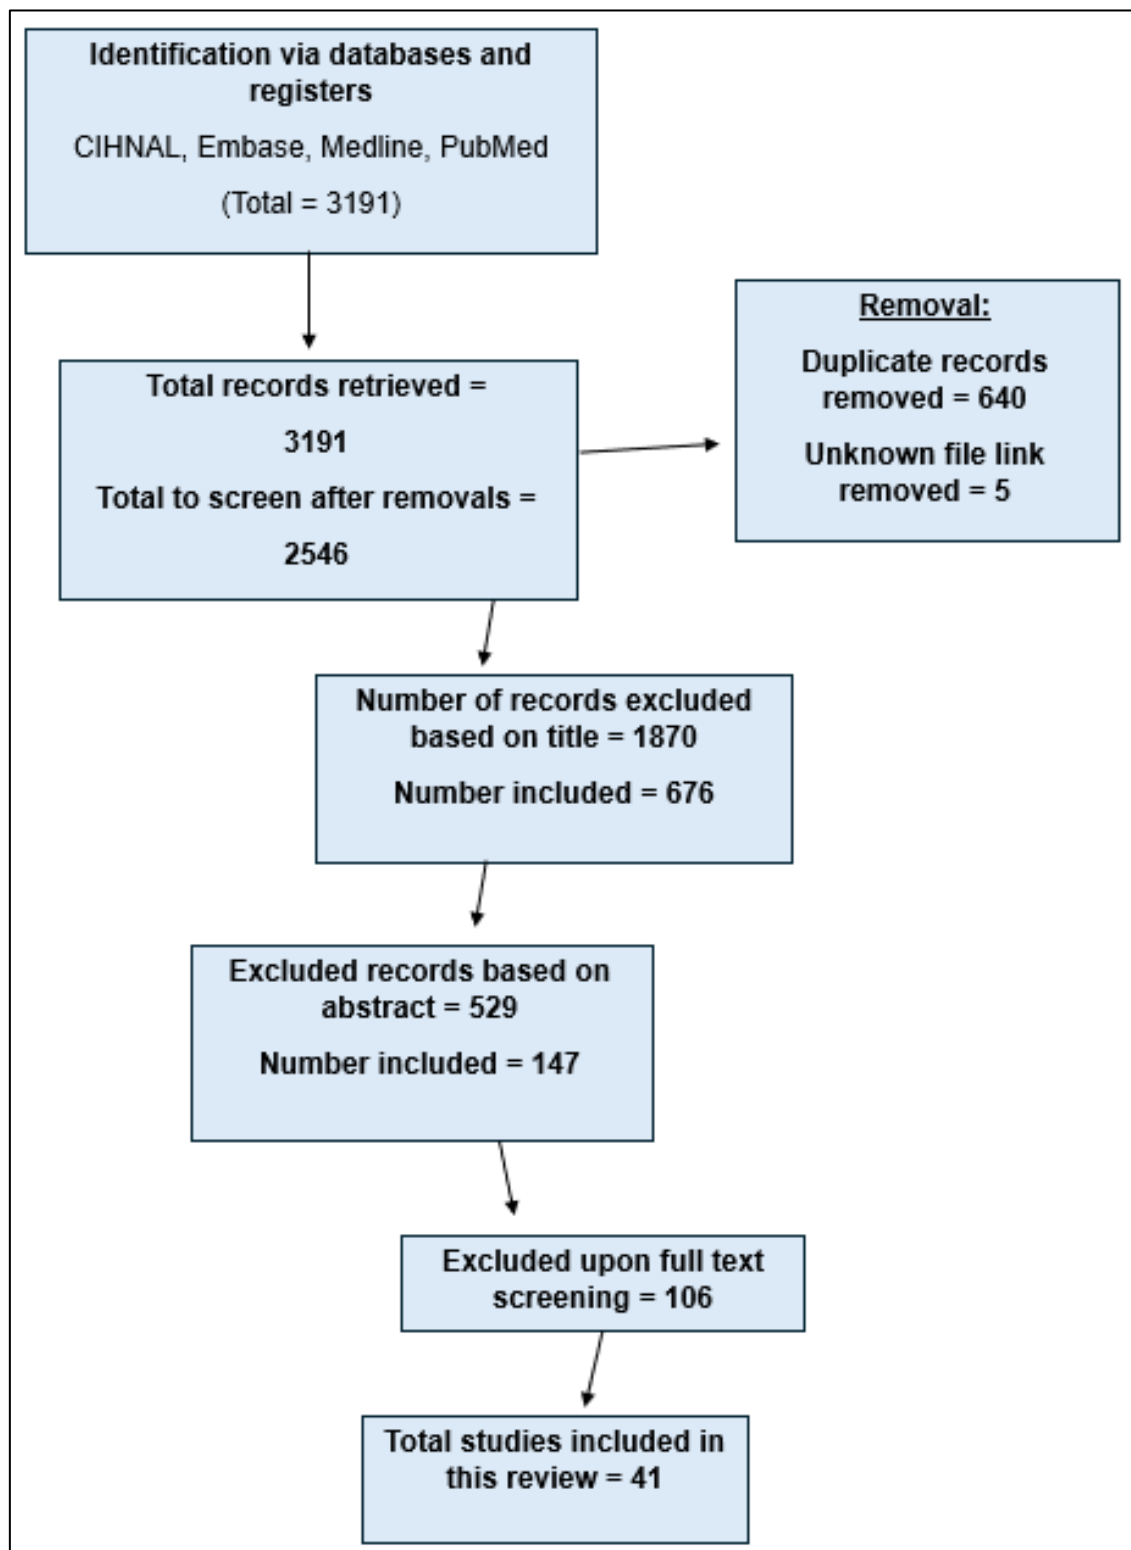 Identification via databases and
registers
CIHNAL, Embase, Medline, PubMed
(Total = 3191)
Removal:
Duplicate records
removed = 640
Unknown file link
removed = 5
Total records retrieved =
3191
Total to screen after removals =
2546
Number of records excluded
based on title = 1870
Number included = 676
Excluded records based on
abstract = 529
Number included = 147
Excluded upon full text
screening = 106
Total studies included in
this review = 41